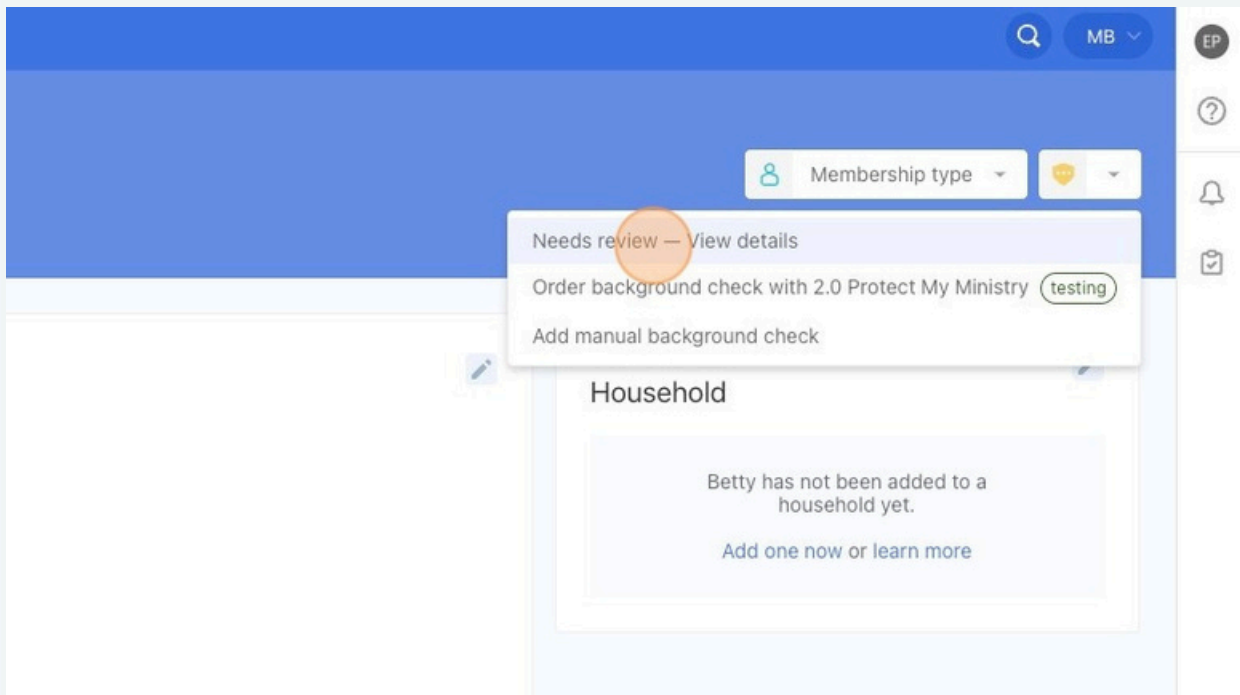 MB
EP
Membership type
Needs review — View details
Order background check with 2.0 Protect My Ministry testing
Add manual background check
Household
Betty has not been added to a
household yet.
Add one now or learn more